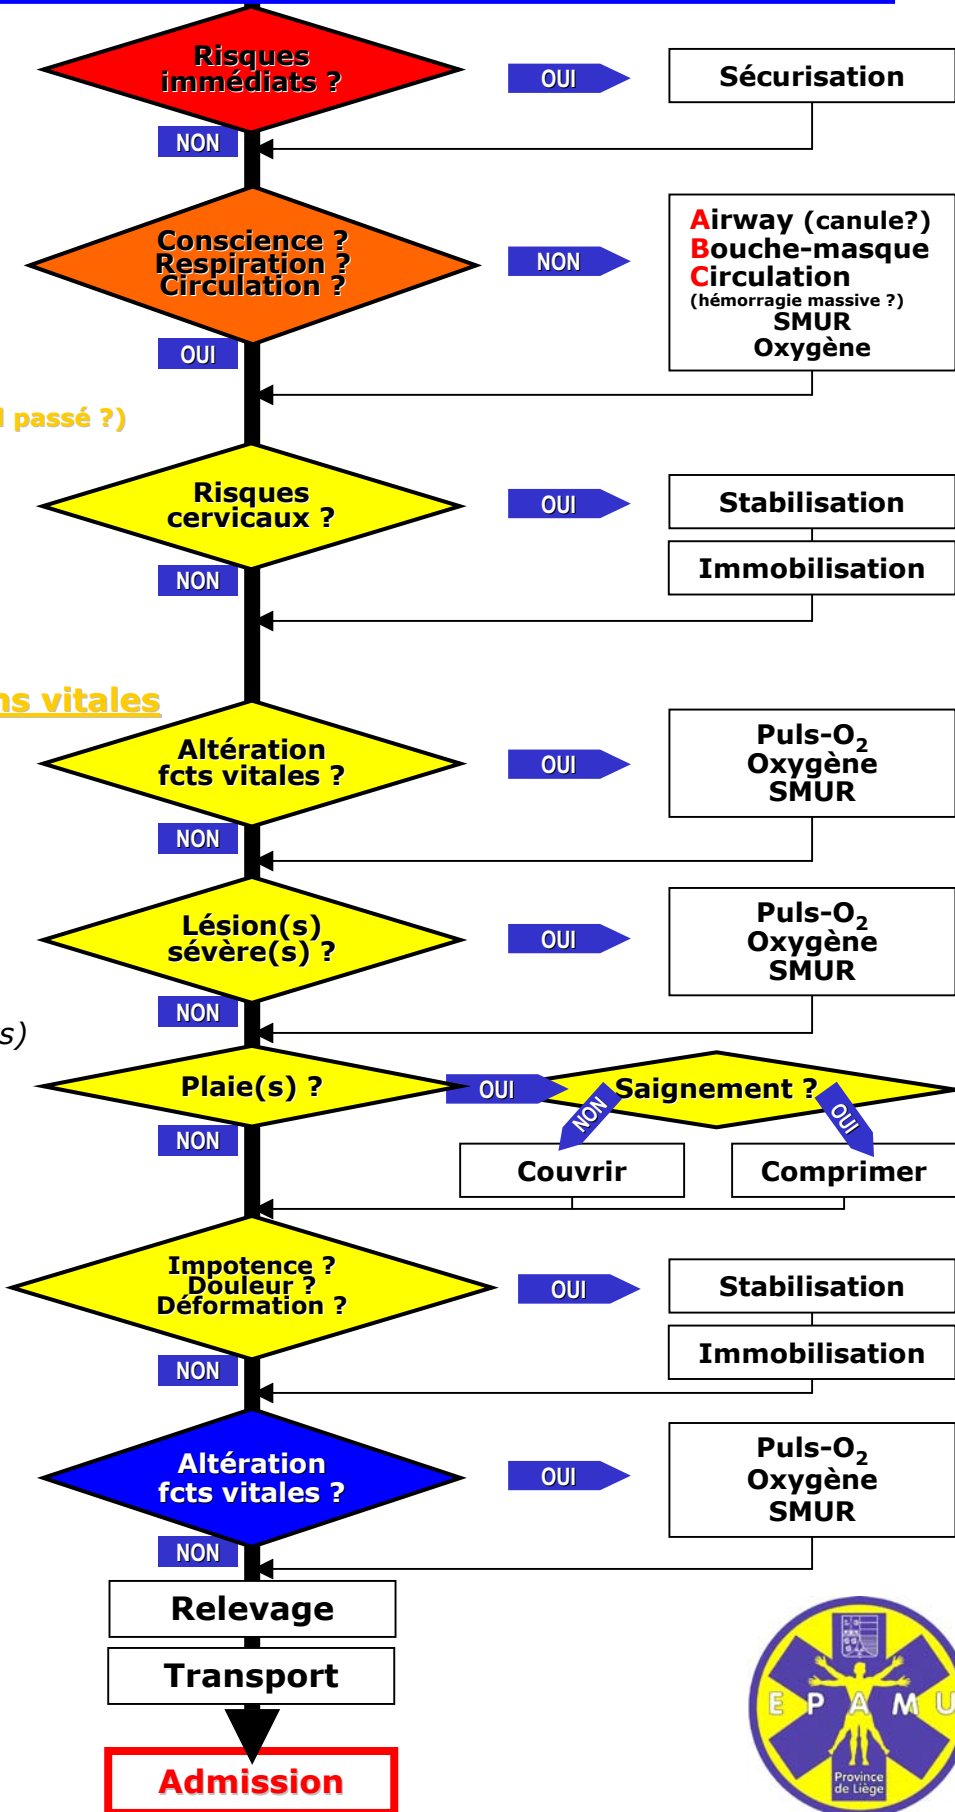 Risques
immédiats ?
OUI
Sécurisation
NON
Conscience ?
Respiration ?
Circulation ?
NON
Airway (canule?)
Bouche-masque
Circulation
(hémorragie massive ?)
SMUR
Oxygène
OUI
passé ?)
Risques
cervicaux ?
OUI
Stabilisation
Immobilisation
NON
ns vitales
Altération
fcts vitales ?
OUI
Puls-O₂
Oxygène
SMUR
NON
Lésion(s)
sévère(s) ?
OUI
Puls-O₂
Oxygène
SMUR
NON
s)
Plaie(s) ?
OUI
Saignement ?
NON
OUI
NON
Couvrir
Comprimer
Impotence ?
Douleur ?
Déformation ?
OUI
Stabilisation
Immobilisation
NON
Altération
fcts vitales ?
OUI
Puls-O₂
Oxygène
SMUR
NON
Relevage
Transport
Admission
EPAMU
Province
de Liège